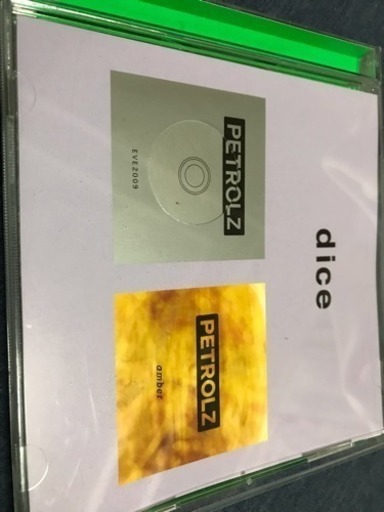 dice
PETROLZ
EVE2009
PETROLZ
amber